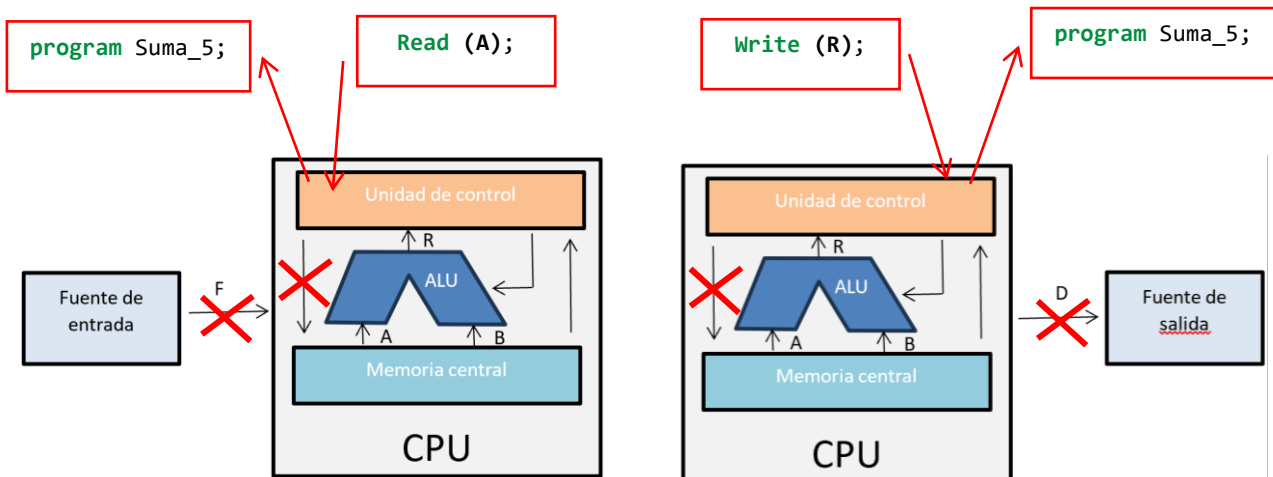 program Suma_5;
Read (A);
Write (R);
program Suma_5;
Unidad de control
R
ALU
A
B
Memoria central
CPU
F
Fuente de
entrada
Unidad de control
R
ALU
A
B
Memoria central
CPU
D
Fuente de
salida